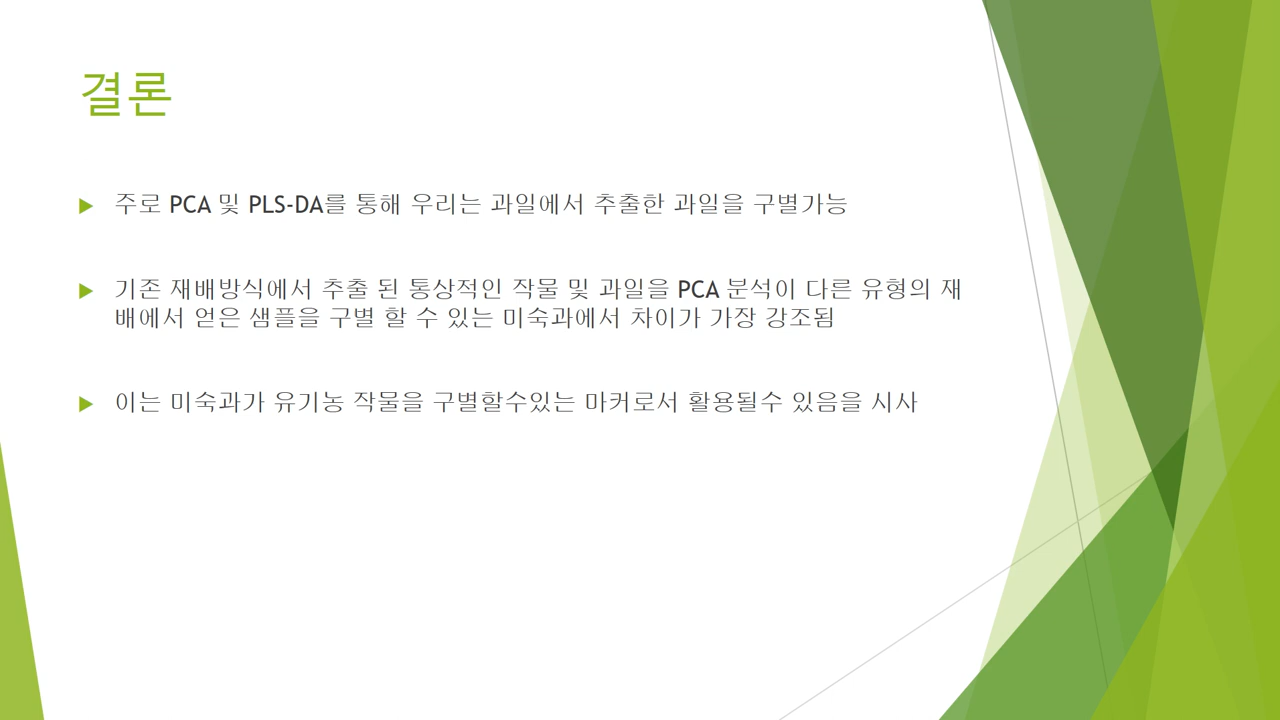 결론
주로 PCA 및 PLS-DA를 통해 우리는 과일에서 추출한 과일을 구별가능
기존 재배방식에서 추출 된 통상적인 작물 및 과일을 PCA 분석이 다른 유형의 재
배에서 얻은 샘플을 구별 할 수 있는 미숙과에서 차이가 가장 강조됨
이는 미숙과가 유기농 작물을 구별할수있는 마커로서 활용될수 있음을 시사